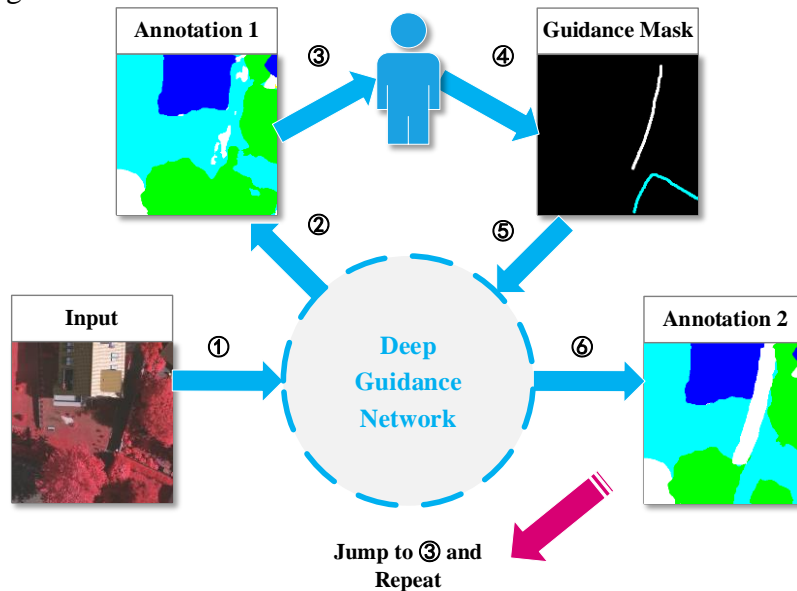 Annotation 1
③
④
Guidance Mask
②
⑤
Input
①
Deep
Guidance
Network
⑥
Annotation 2
Jump to ③ and
Repeat